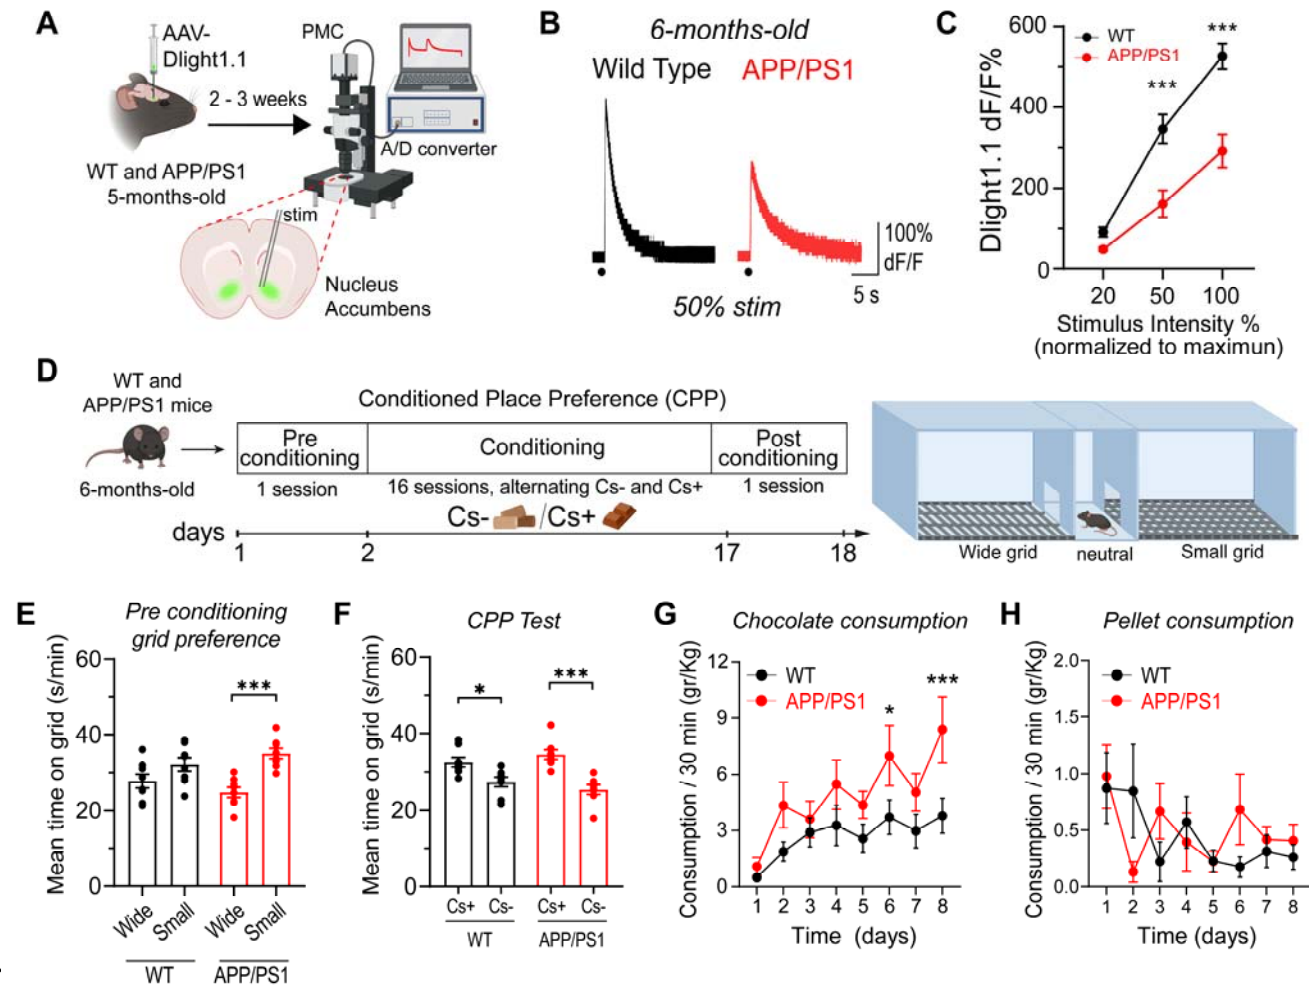 A
AAV-
Dlight1.1
2 - 3 weeks
WT and APP/PS1
5-months-old
PMC
A/D converter
stim
Nucleus
Accumbens
B
6-months-old
Wild Type APP/PS1
100%
dF/F
5 s
50% stim
C
Dlight1.1 dF/F%
600
400
200
0
WT
APP/PS1
***
***
20 50 100
Stimulus Intensity %
(normalized to maximun)
D
WT and
APP/PS1 mice
6-months-old
Conditioned Place Preference (CPP)
Pre
conditioning
Conditioning
Post
conditioning
1 session
16 sessions, alternating Cs- and Cs+
1 session
Cs- /Cs+
days
1 2 17 18
Wide grid neutral Small grid
E
Pre conditioning
grid preference
Mean time on grid (s/min)
60
40
20
0
***
Wide Small Wide Small
WT APP/PS1
F
CPP Test
Mean time on grid (s/min)
60
40
20
0
* ***
Cs+ Cs- Cs+ Cs-
WT APP/PS1
G
Chocolate consumption
Consumption / 30 min (gr/Kg)
12
9
6
3
0
WT
APP/PS1
* ***
1 2 3 4 5 6 7 8
Time (days)
H
Pellet consumption
Consumption / 30 min (gr/Kg)
2.0
1.5
1.0
0.5
0.0
WT
APP/PS1
1 2 3 4 5 6 7 8
Time (days)